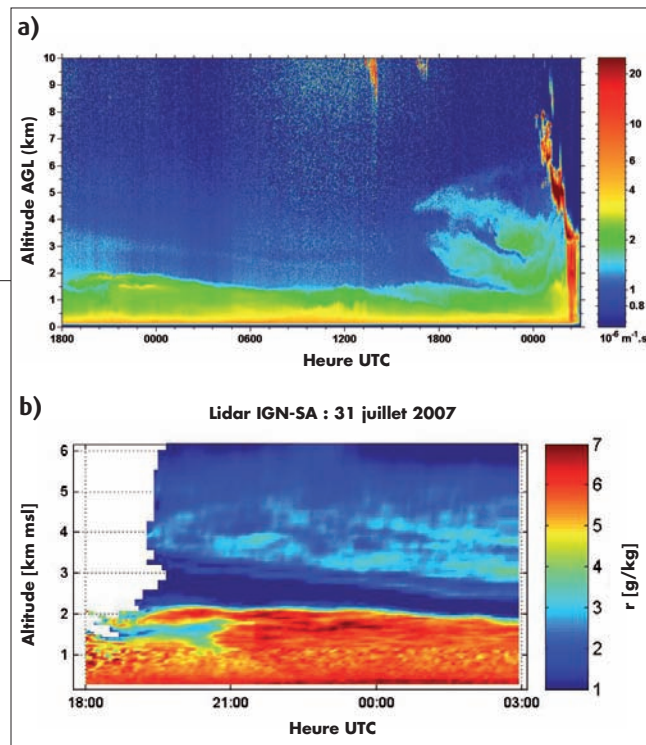 a)
10
9
8
7
6
5
4
3
2
1
0
Altitude AGL (km)
1800 0000 0600 1200 1800 0000
Heure UTC
20
10
6
4
2
1
0.8
10⁻⁶ m⁻¹.s
b)
Lidar IGN-SA : 31 juillet 2007
6
5
4
3
2
1
Altitude [km msl]
18:00 21:00 00:00 03:00
Heure UTC
7
6
5
4
3
2
1
r [g/kg]